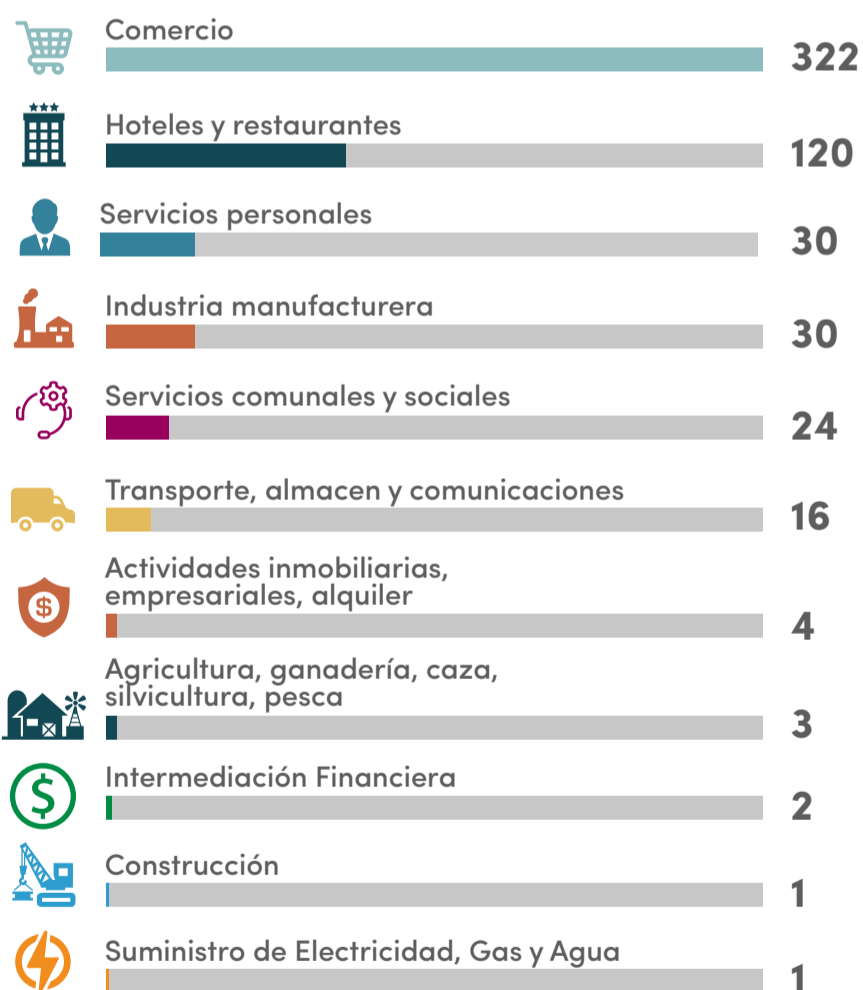 Comercio
322
Hoteles y restaurantes
120
Servicios personales
30
Industria manufacturera
30
Servicios comunales y sociales
24
Transporte, almacen y comunicaciones
16
Actividades inmobiliarias,
empresariales, alquiler
4
Agricultura, ganadería, caza,
silvicultura, pesca
3
Intermediación Financiera
2
Construcción
1
Suministro de Electricidad, Gas y Agua
1